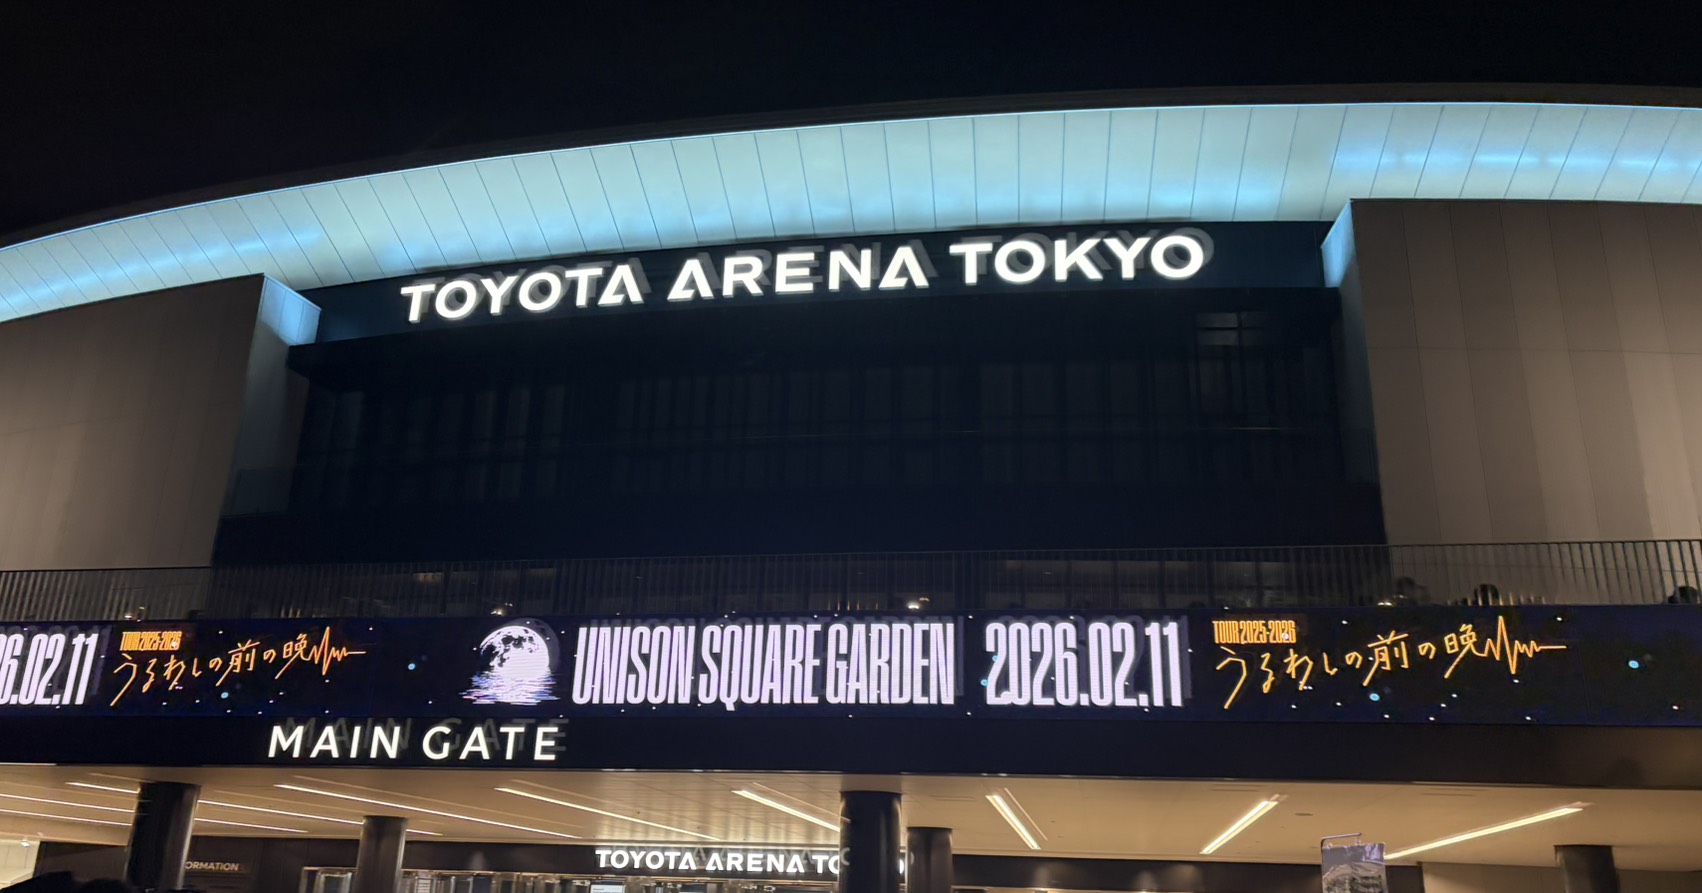 TOYOTA ARENA TOKYO
6.02.11 TOUR 2025-2026 うるわしの前の晩 UNISON SQUARE GARDEN 2026.02.11 TOUR 2025-2026 うるわしの前の晩
MAIN GATE
ORMATION
TOYOTA ARENA TO